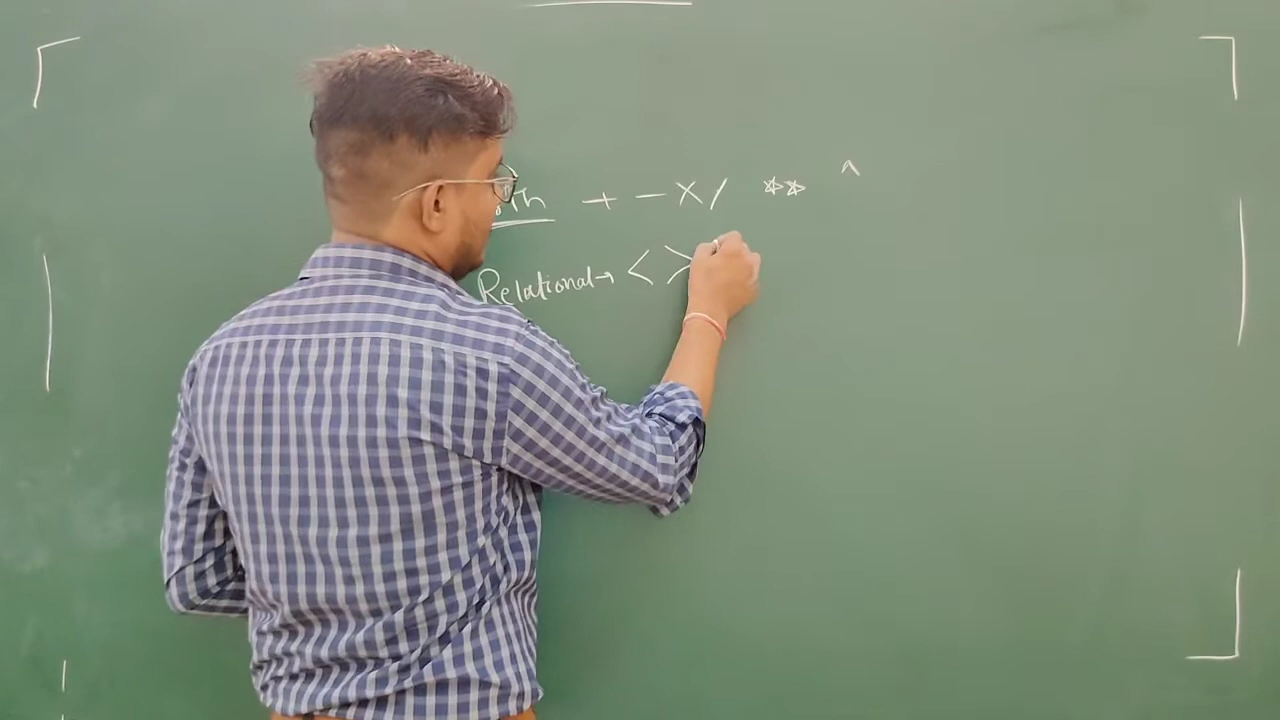 + - × / ** ^
Relational → < >